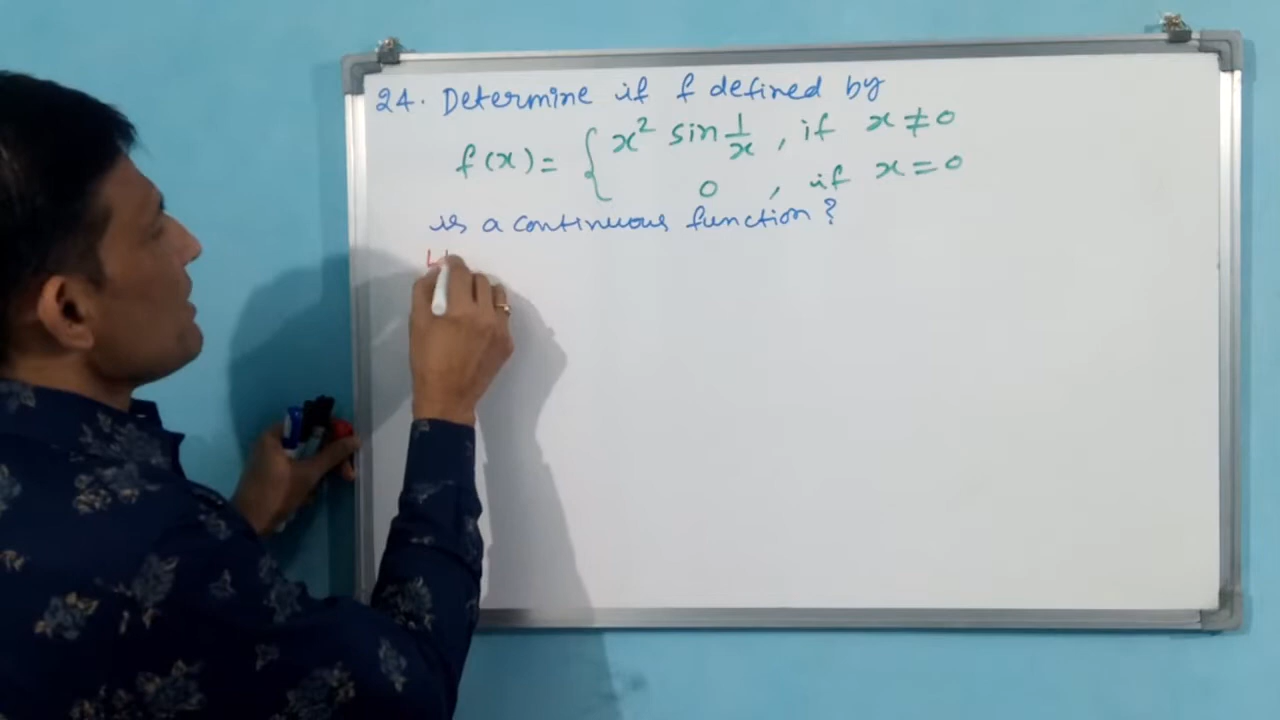 24. Determine if f defined by
f(x) = { x² sin 1/x , if x ≠ 0
0 , if x = 0
is a continuous function?